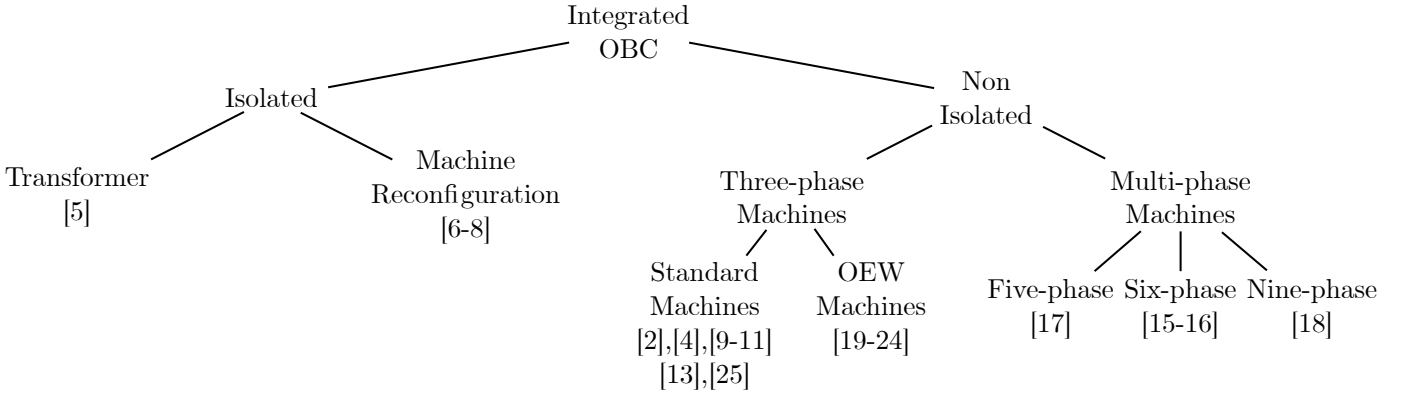 Integrated
OBC
Isolated
Non
Isolated
Transformer
[5]
Machine
Reconfiguration
[6-8]
Three-phase
Machines
Multi-phase
Machines
Standard
Machines
[2],[4],[9-11]
[13],[25]
OEW
Machines
[19-24]
Five-phase
[17]
Six-phase
[15-16]
Nine-phase
[18]